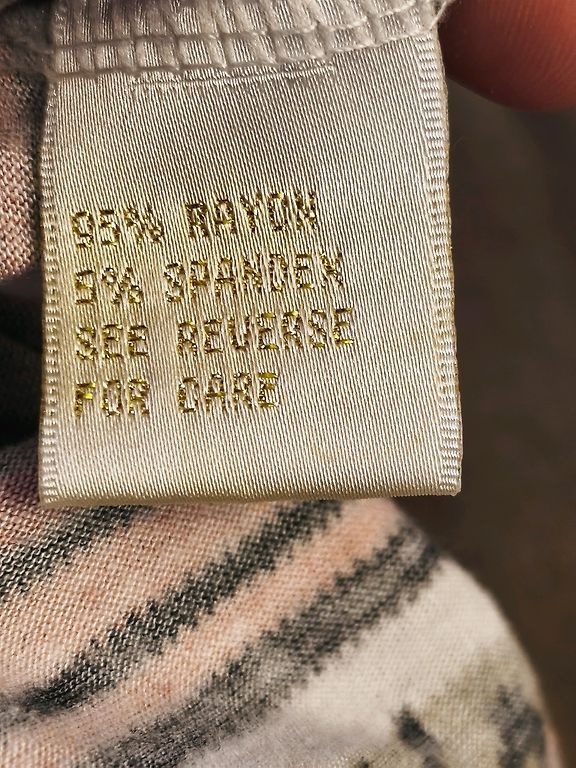 95% RAYON
5% SPANDEX
SEE REVERSE
FOR CARE